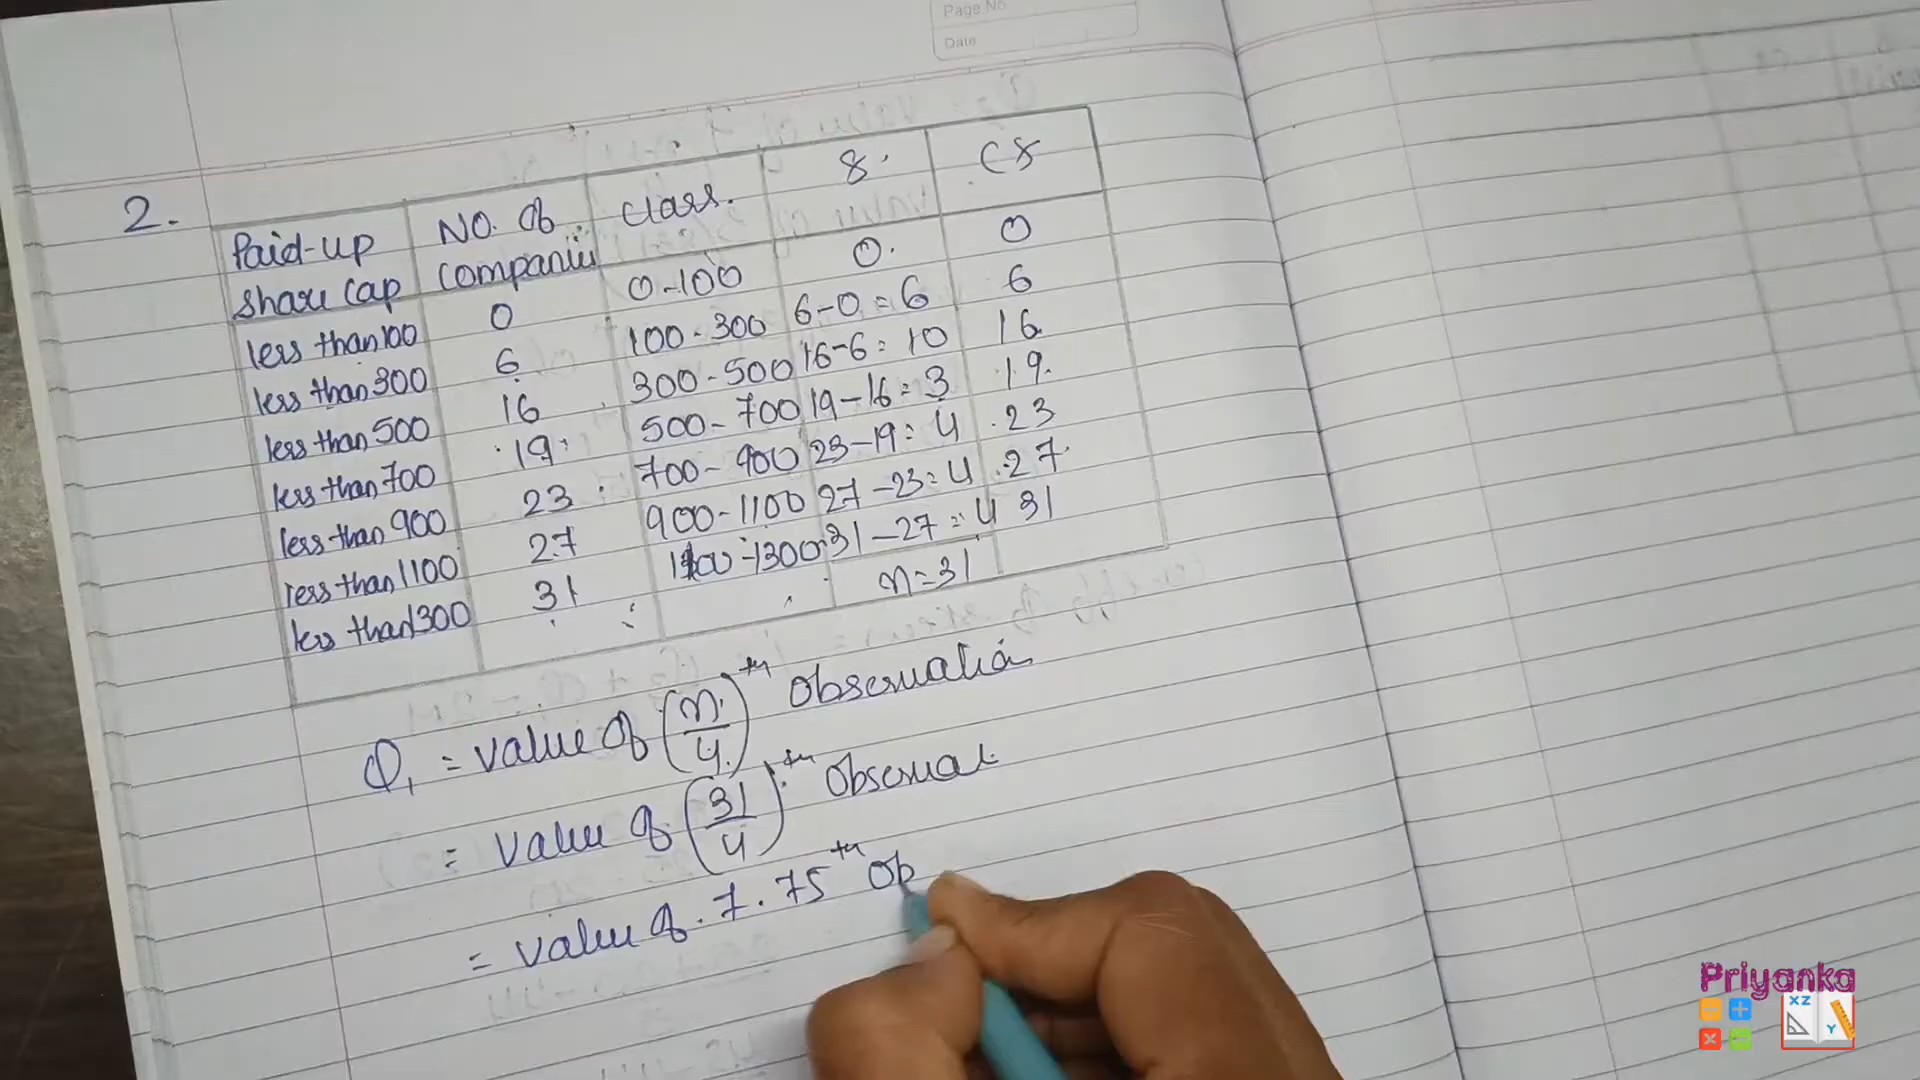 Page No
Date
2.
Paid-up share cap | No. of companies | class. | f. | cf
less than 100 | 0 | 0-100 | 0. | 0
less than 300 | 6 | 100-300 | 6-0=6 | 6
less than 500 | 16 | 300-500 | 16-6=10 | 16
less than 700 | 19 | 500-700 | 19-16=3 | 19
less than 900 | 23 | 700-900 | 23-19=4 | 23
less than 1100 | 27 | 900-1100 | 27-23=4 | 27
less than 1300 | 31 | 1100-1300 | 31-27=4 | 31
n=31
Q₁ = value of (n/4)th observation
= value of (31/4)th observat
= value of 7.75th ob
Priyanka
XZ
Y